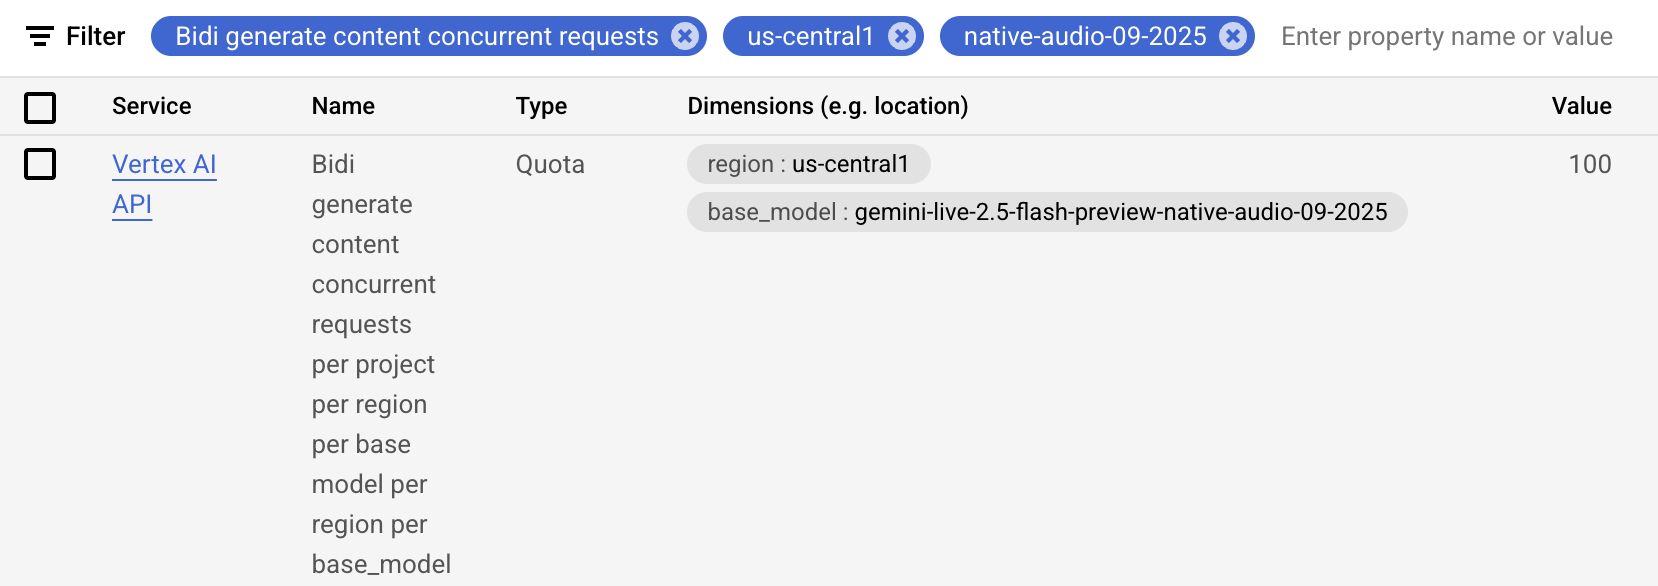 Filter Bidi generate content concurrent requests us-central1 native-audio-09-2025 Enter property name or value
Service Name Type Dimensions (e.g. location) Value
Vertex AI Bidi Quota region : us-central1 100
API generate base_model : gemini-live-2.5-flash-preview-native-audio-09-2025
content
concurrent
requests
per project
per region
per base
model per
region per
base_model